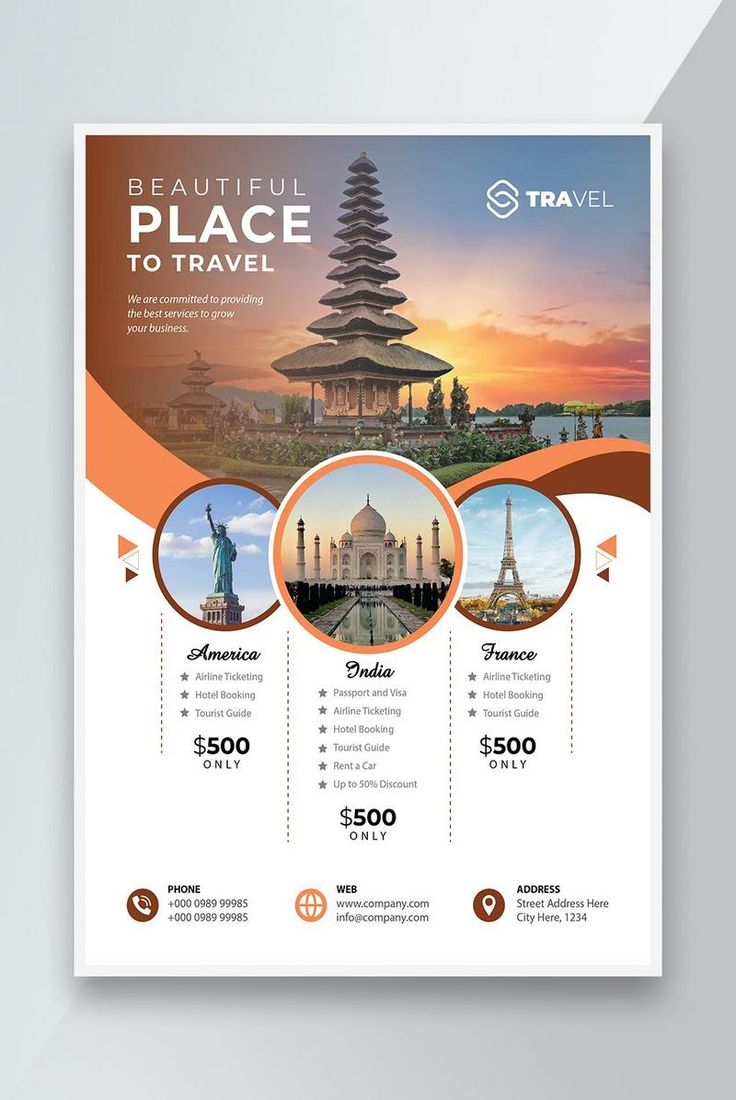 BEAUTIFUL
PLACE
TO TRAVEL
We are committed to providing
the best services to grow
your business.
TRAVEL
America
Airline Ticketing
Hotel Booking
Tourist Guide
$500
ONLY
India
Passport and Visa
Airline Ticketing
Hotel Booking
Tourist Guide
Rent a Car
Up to 50% Discount
$500
ONLY
France
Airline Ticketing
Hotel Booking
Tourist Guide
$500
ONLY
PHONE
+000 0989 99985
+000 0989 99985
WEB
www.company.com
info@company.com
ADDRESS
Street Address Here
City Here, 1234